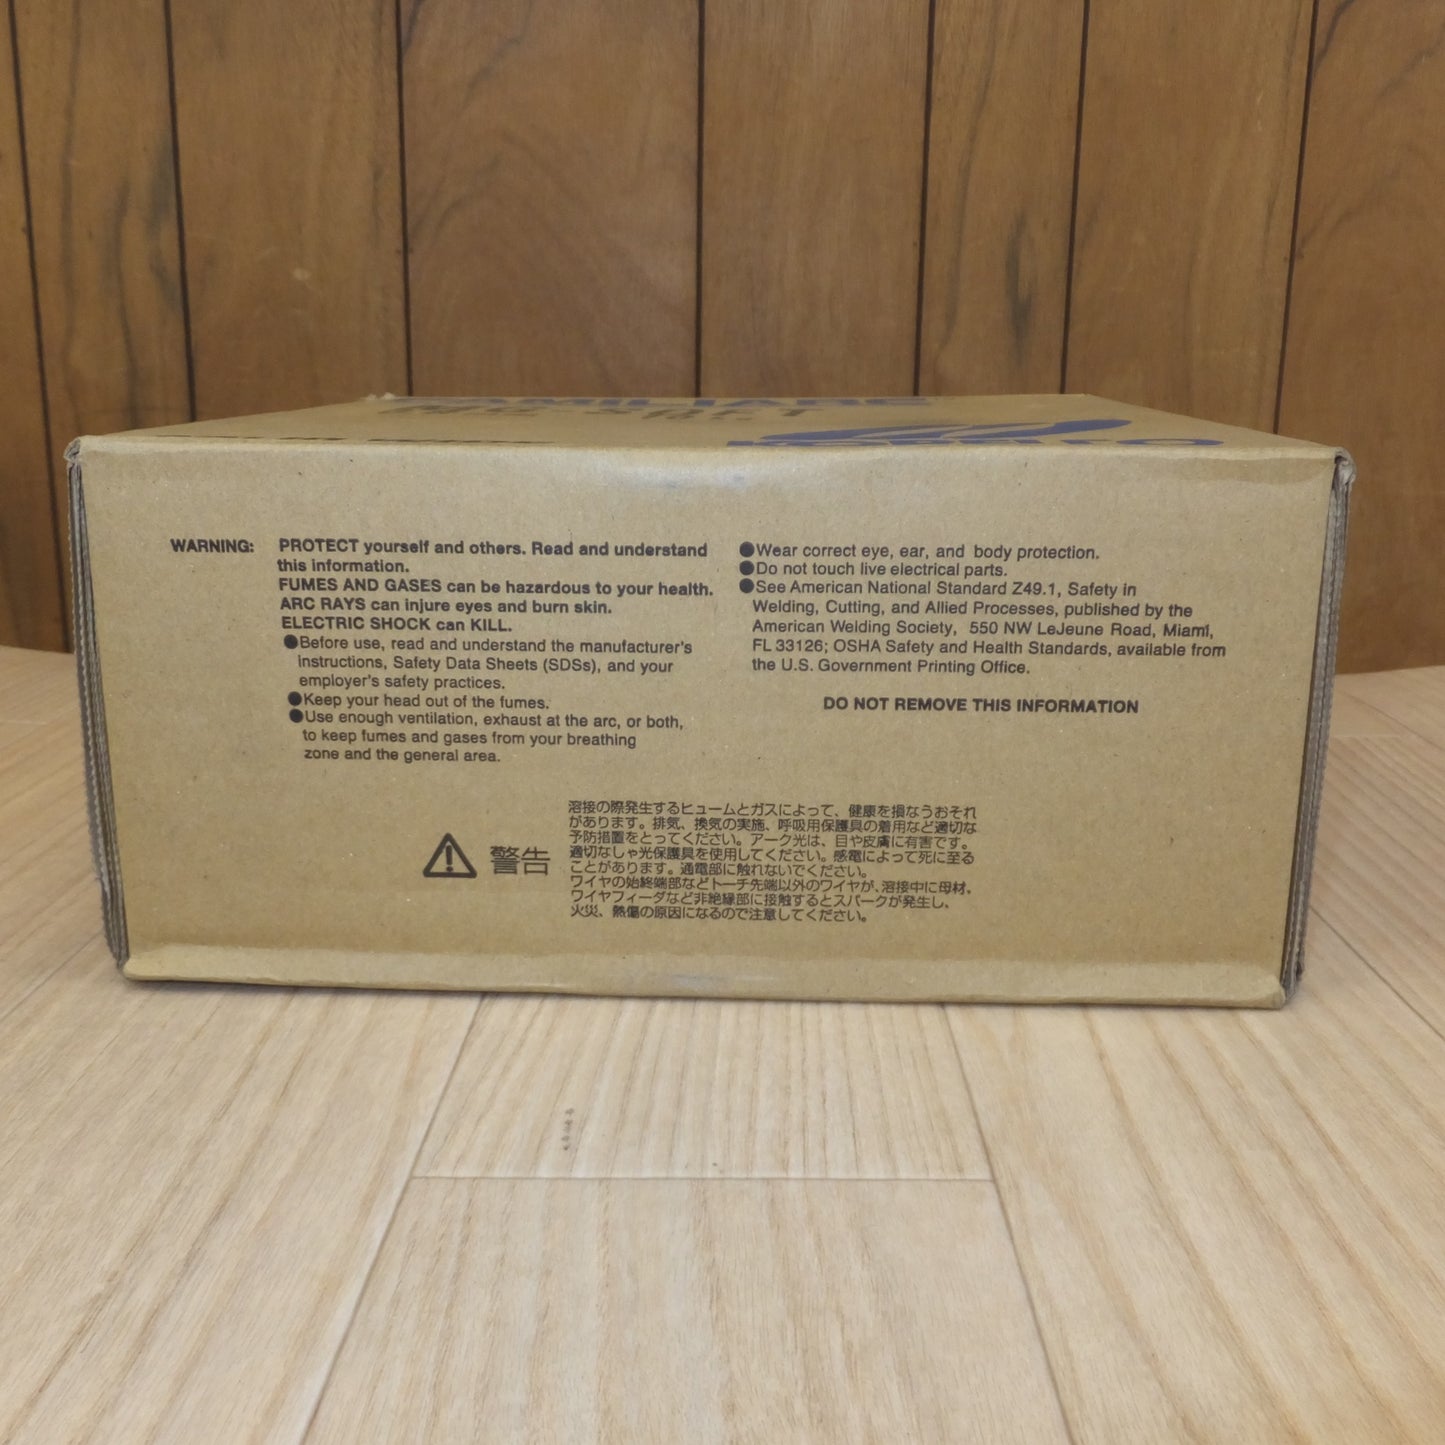 WARNING: PROTECT yourself and others. Read and understand
this information.
FUMES AND GASES can be hazardous to your health.
ARC RAYS can injure eyes and burn skin.
ELECTRIC SHOCK can KILL.
●Before use, read and understand the manufacturer's
instructions, Safety Data Sheets (SDSs), and your
employer's safety practices.
●Keep your head out of the fumes.
●Use enough ventilation, exhaust at the arc, or both,
to keep fumes and gases from your breathing
zone and the general area.
●Wear correct eye, ear, and body protection.
●Do not touch live electrical parts.
●See American National Standard Z49.1, Safety in
Welding, Cutting, and Allied Processes, published by the
American Welding Society, 550 NW LeJeune Road, Miami,
FL 33126; OSHA Safety and Health Standards, available from
the U.S. Government Printing Office.
DO NOT REMOVE THIS INFORMATION
警告
溶接の際発生するヒュームとガスによって、健康を損なうおそれ
があります。排気、換気の実施、呼吸用保護具の着用など適切な
予防措置をとってください。アーク光は、目や皮膚に有害です。
適切なしゃ光保護具を使用してください。感電によって死に至る
ことがあります。通電部に触れないでください。
ワイヤの始終端部などトーチ先端以外のワイヤが、溶接中に母材、
ワイヤフィーダなど非絶縁部に接触するとスパークが発生し、
火災、熱傷の原因になるので注意してください。